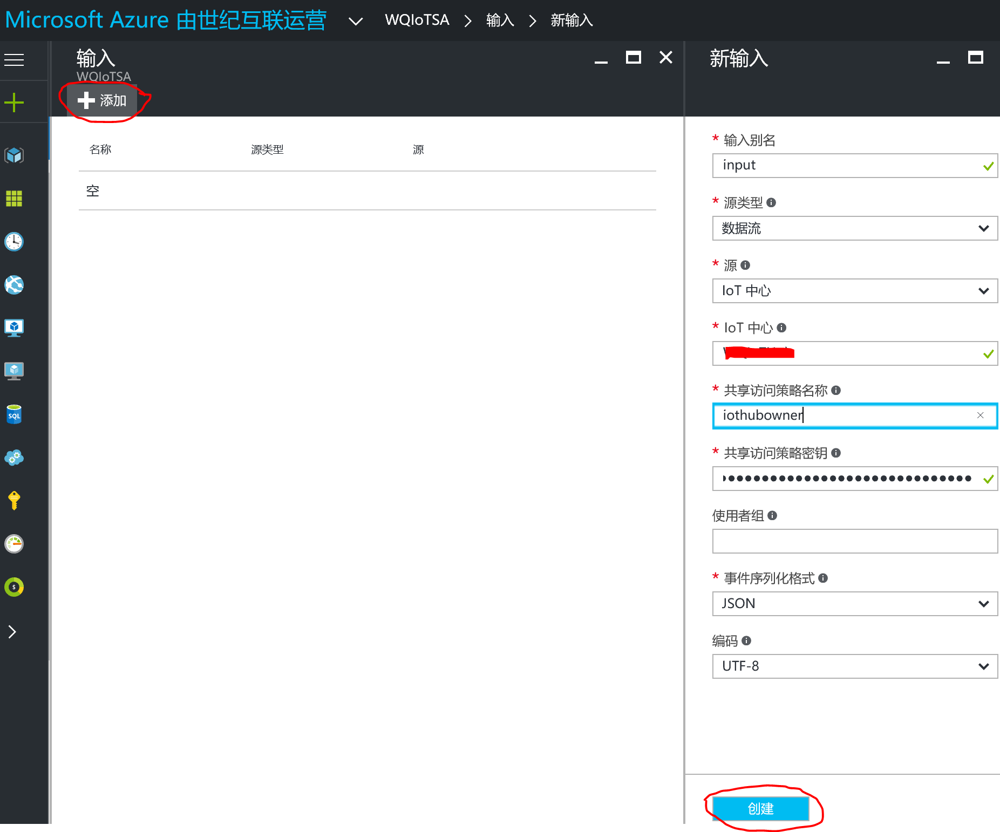 Microsoft Azure 由世纪互联运营
WQIoTSA
输入
新输入
输入
WQIoTSA
添加
名称
源类型
源
空
SQL
$
新输入
* 输入别名
input
* 源类型
数据流
* 源
IoT 中心
* IoT 中心
* 共享访问策略名称
iothubowner
* 共享访问策略密钥
使用者组
* 事件序列化格式
JSON
编码
UTF-8
创建